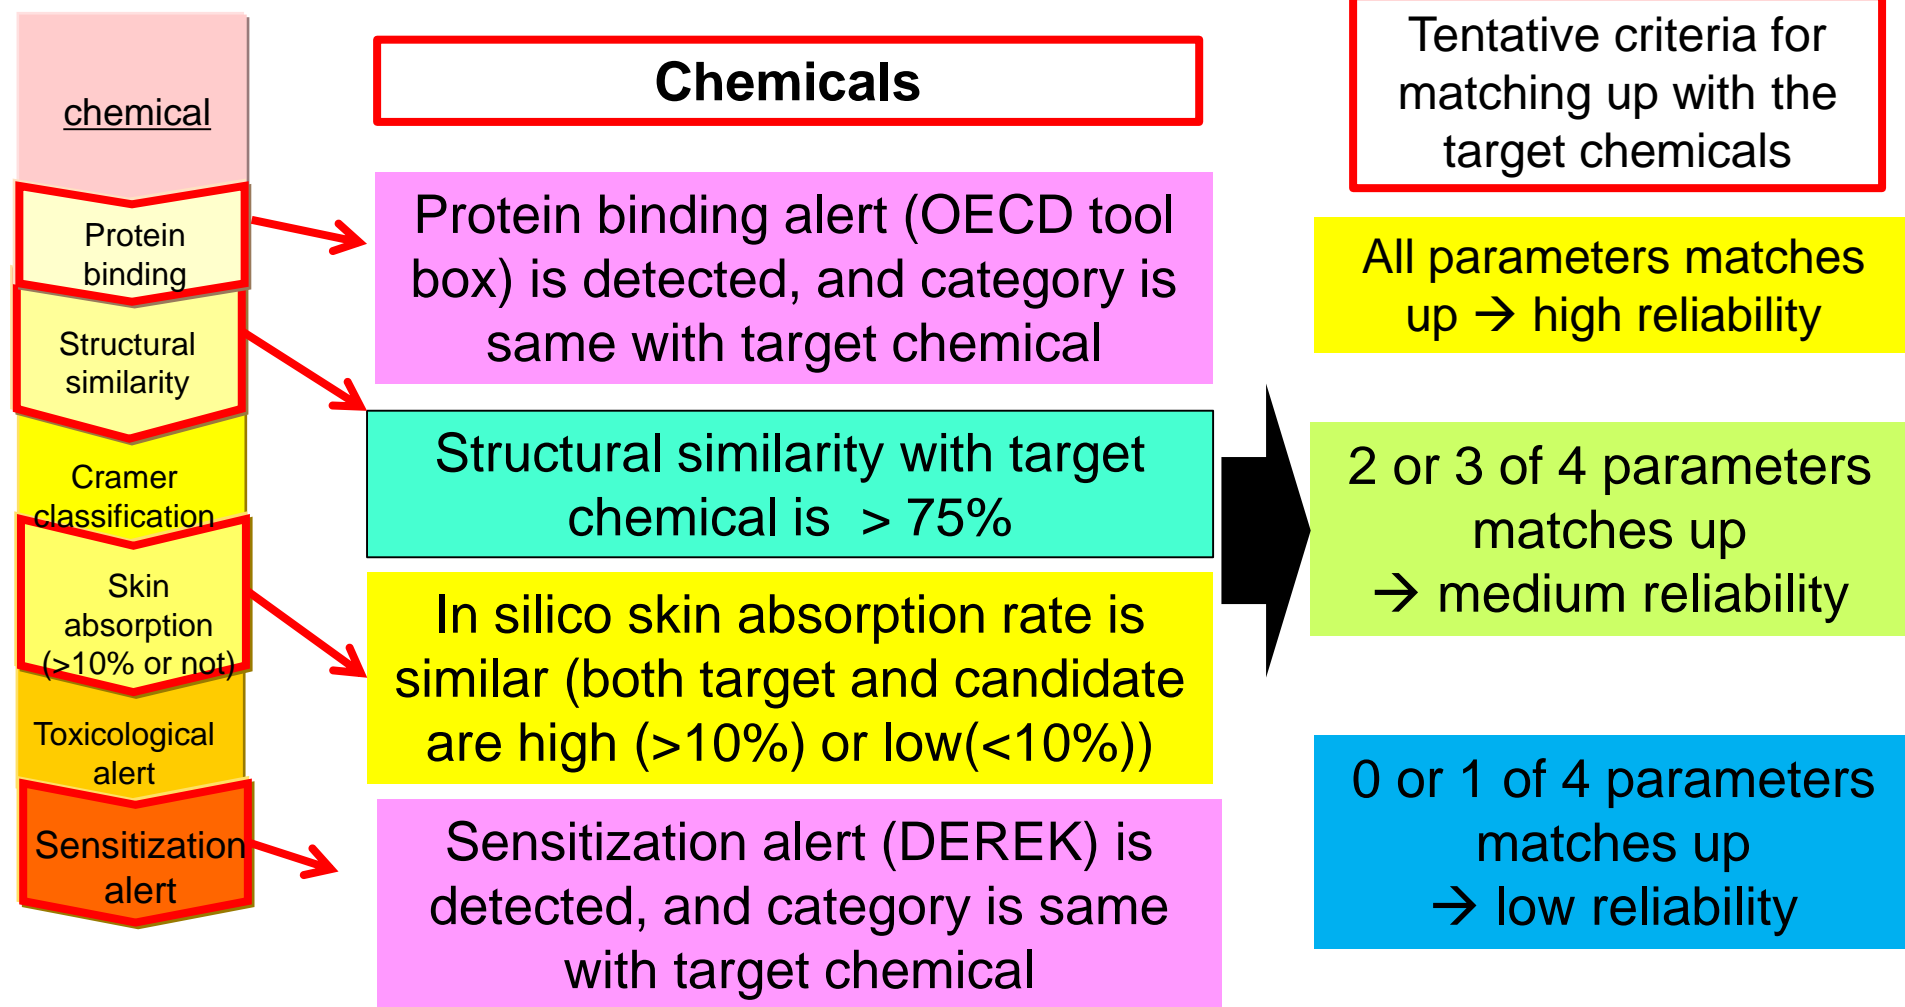 chemical
Protein
binding
Structural
similarity
Cramer
classification
Skin
absorption
(>10% or not)
Toxicological
alert
Sensitization
alert
Chemicals
Protein binding alert (OECD tool
box) is detected, and category is
same with target chemical
Structural similarity with target
chemical is > 75%
In silico skin absorption rate is
similar (both target and candidate
are high (>10%) or low(<10%))
Sensitization alert (DEREK) is
detected, and category is same
with target chemical
Tentative criteria for
matching up with the
target chemicals
All parameters matches
up → high reliability
2 or 3 of 4 parameters
matches up
→ medium reliability
0 or 1 of 4 parameters
matches up
→ low reliability